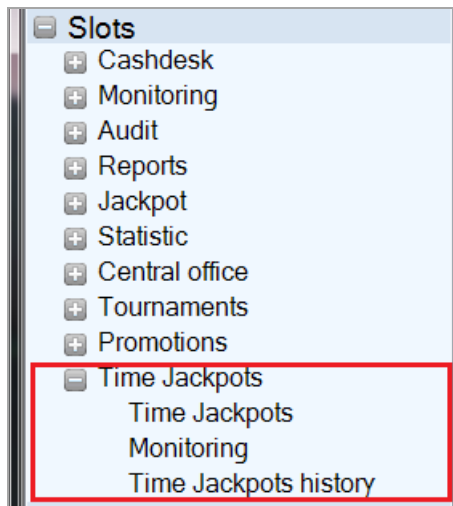 Slots
Cashdesk
Monitoring
Audit
Reports
Jackpot
Statistic
Central office
Tournaments
Promotions
Time Jackpots
Time Jackpots
Monitoring
Time Jackpots history